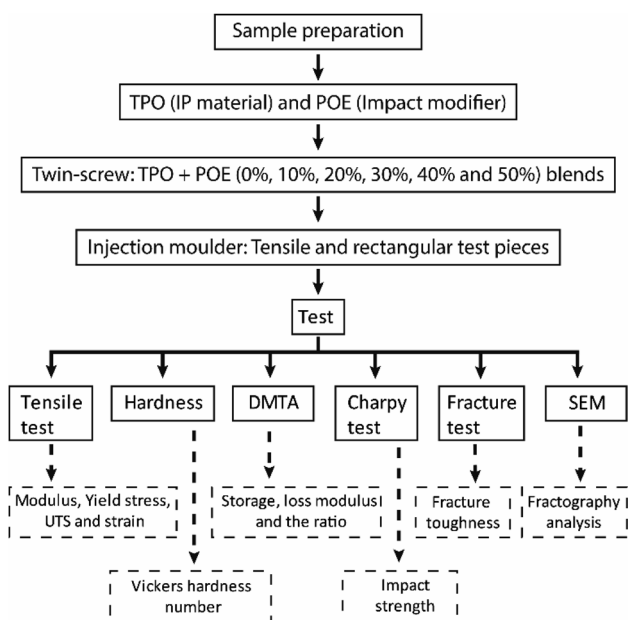 Sample preparation
TPO (IP material) and POE (Impact modifier)
Twin-screw: TPO + POE (0%, 10%, 20%, 30%, 40% and 50%) blends
Injection moulder: Tensile and rectangular test pieces
Test
Tensile
test
Hardness
DMTA
Charpy
test
Fracture
test
SEM
Modulus, Yield stress,
UTS and strain
Storage, loss modulus
and the ratio
Fracture
toughness
Fractography
analysis
Vickers hardness
number
Impact
strength